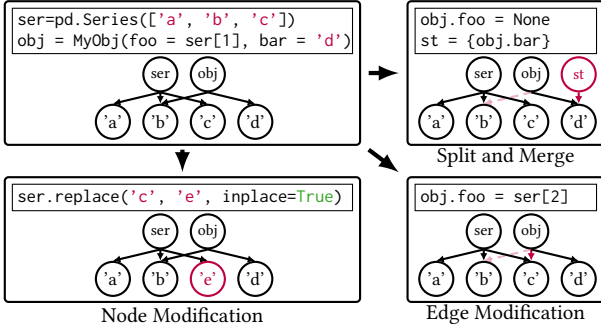 ser=pd.Series(['a', 'b', 'c'])
obj = MyObj(foo = ser[1], bar = 'd')
ser obj
'a' 'b' 'c' 'd'
obj.foo = None
st = {obj.bar}
ser obj st
'a' 'b' 'c' 'd'
Split and Merge
ser.replace('c', 'e', inplace=True)
ser obj
'a' 'b' 'e' 'd'
Node Modification
obj.foo = ser[2]
ser obj
'a' 'b' 'c' 'd'
Edge Modification